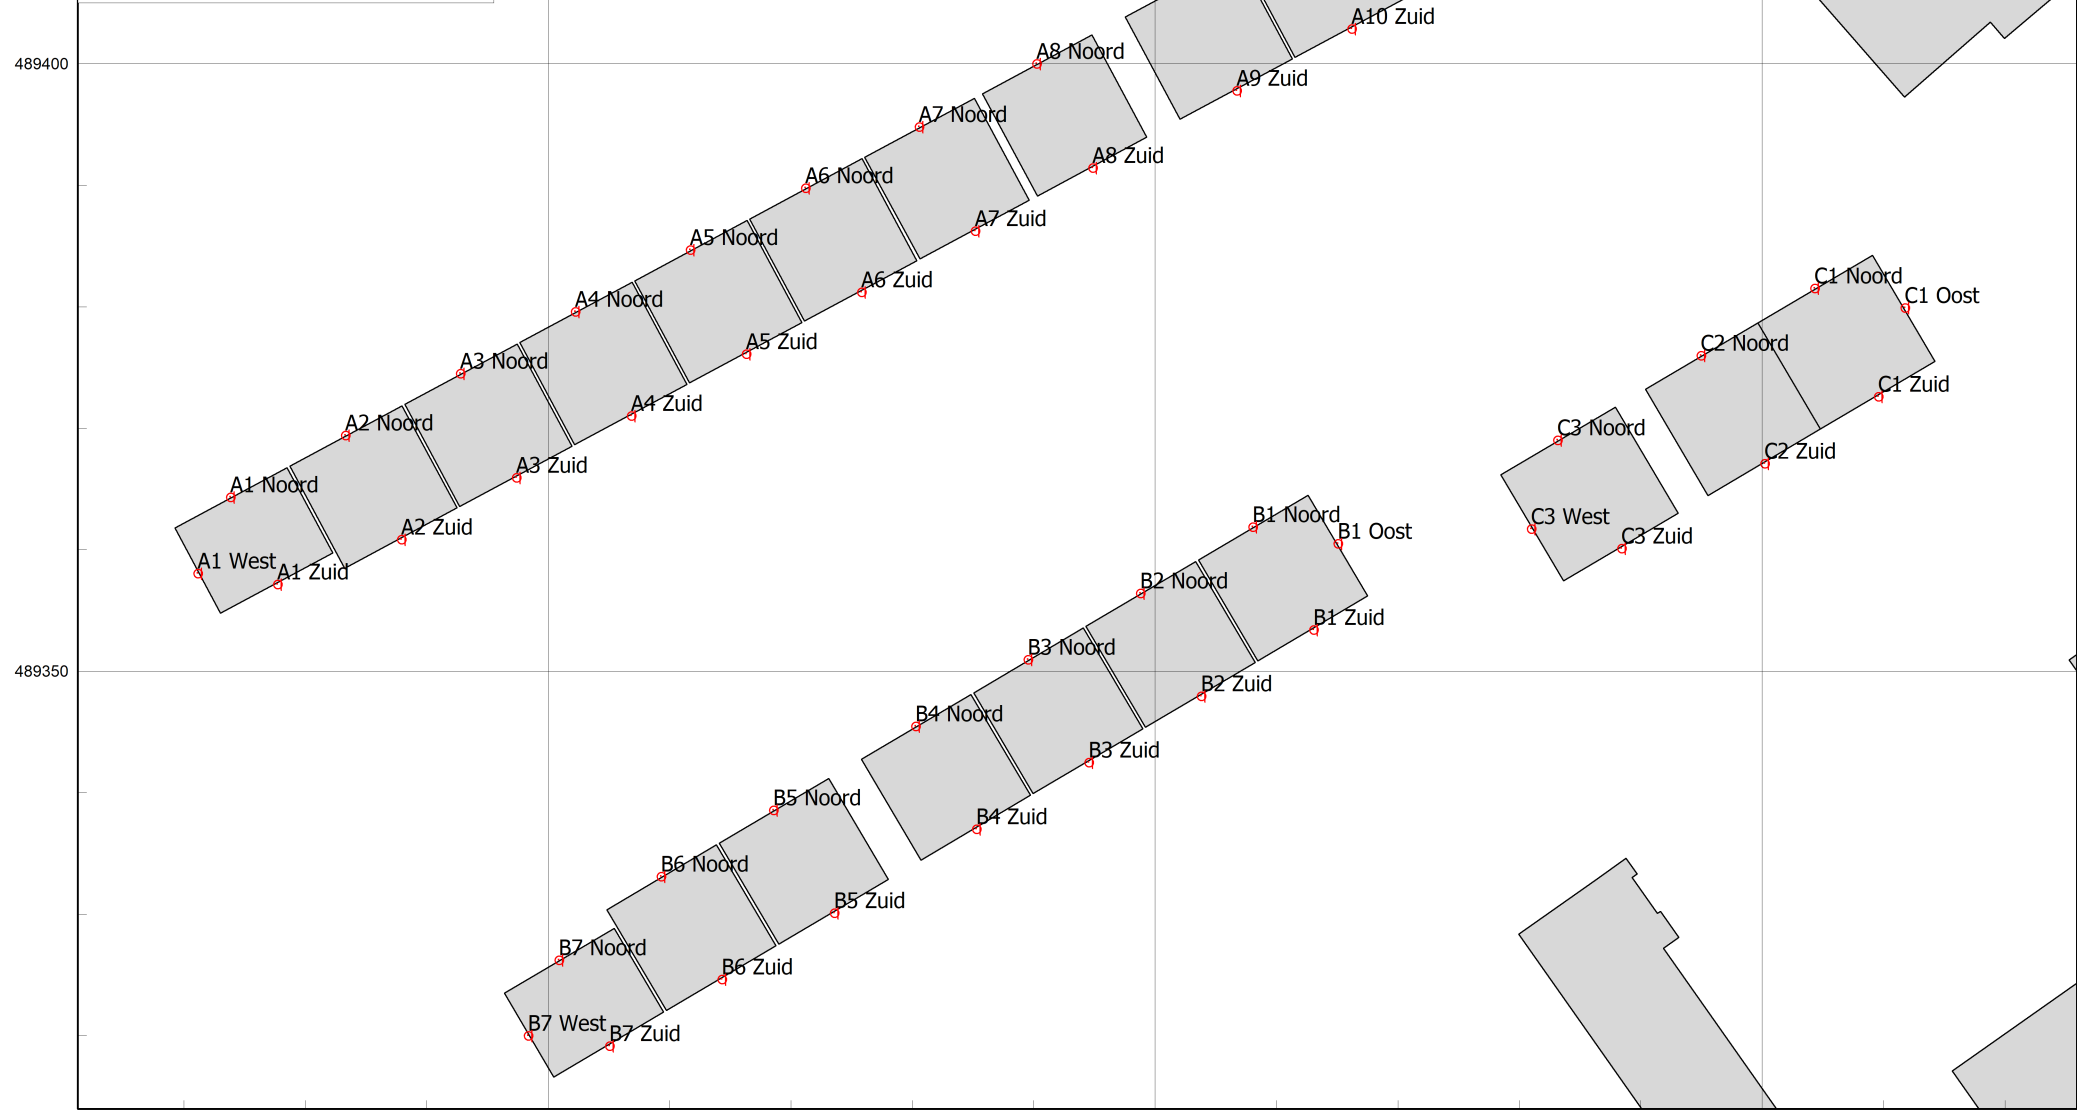 A10 Zuid
A8 Noord
489400
A9 Zuid
A7 Noord
A8 Zuid
A6 Noord
A7 Zuid
A5 Noord
A6 Zuid
C1 Noord
C1 Oost
A4 Noord
A5 Zuid
C2 Noord
A3 Noord
C1 Zuid
A4 Zuid
A2 Noord
C3 Noord
C2 Zuid
A3 Zuid
A1 Noord
B1 Noord
C3 West
A2 Zuid
B1 Oost
C3 Zuid
A1 West
A1 Zuid
B2 Noord
B1 Zuid
B3 Noord
489350
B2 Zuid
B4 Noord
B3 Zuid
B5 Noord
B4 Zuid
B6 Noord
B5 Zuid
B7 Noord
B6 Zuid
B7 West
B7 Zuid